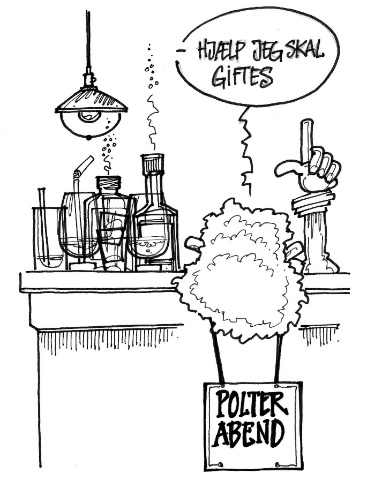 HJÆLP JEG SKAL
GIFTES
POLTER
ABEND